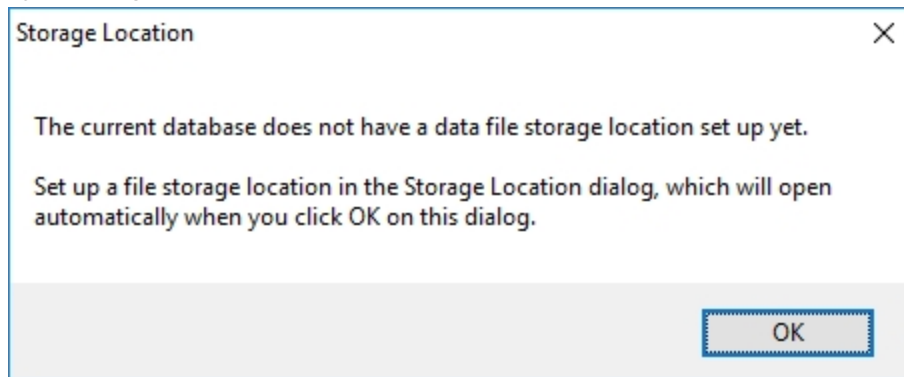 Storage Location
The current database does not have a data file storage location set up yet.
Set up a file storage location in the Storage Location dialog, which will open
automatically when you click OK on this dialog.
OK